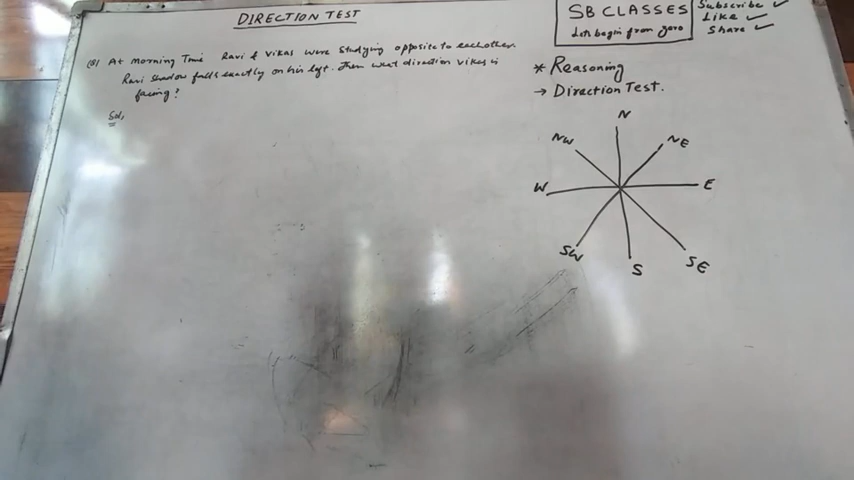 DIRECTION TEST
(Q) At morning Time Ravi & Vikas were studying opposite to eachother.
Ravi shadow falls exactly on his left. Then what direction Vikas is
facing?
Sol,
SB CLASSES
Lets begin from zero
Subscribe ✓
Like ✓
Share ✓
* Reasoning
→ Direction Test.
N
NW
NE
W
E
SW
S
SE